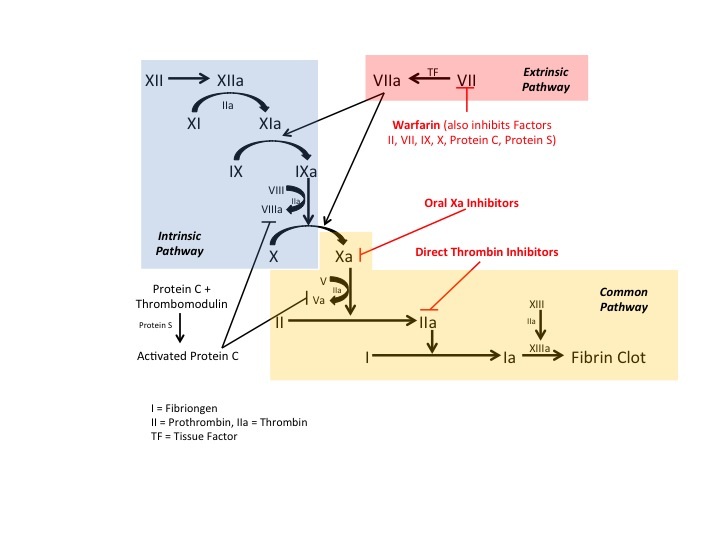 XII
XIIa
VIIa
TF
VII
Extrinsic
Pathway
IIa
XI
XIa
Warfarin (also inhibits Factors
II, VII, IX, X, Protein C, Protein S)
IX
IXa
VIII
IIa
VIIIa
Oral Xa Inhibitors
Intrinsic
Pathway
X
Xa
Direct Thrombin Inhibitors
Protein C +
Thrombomodulin
Protein S
Activated Protein C
V
IIa
Va
Common
Pathway
II
IIa
XIII
IIa
XIIIa
I
Ia
Fibrin Clot
I = Fibriongen
II = Prothrombin, IIa = Thrombin
TF = Tissue Factor